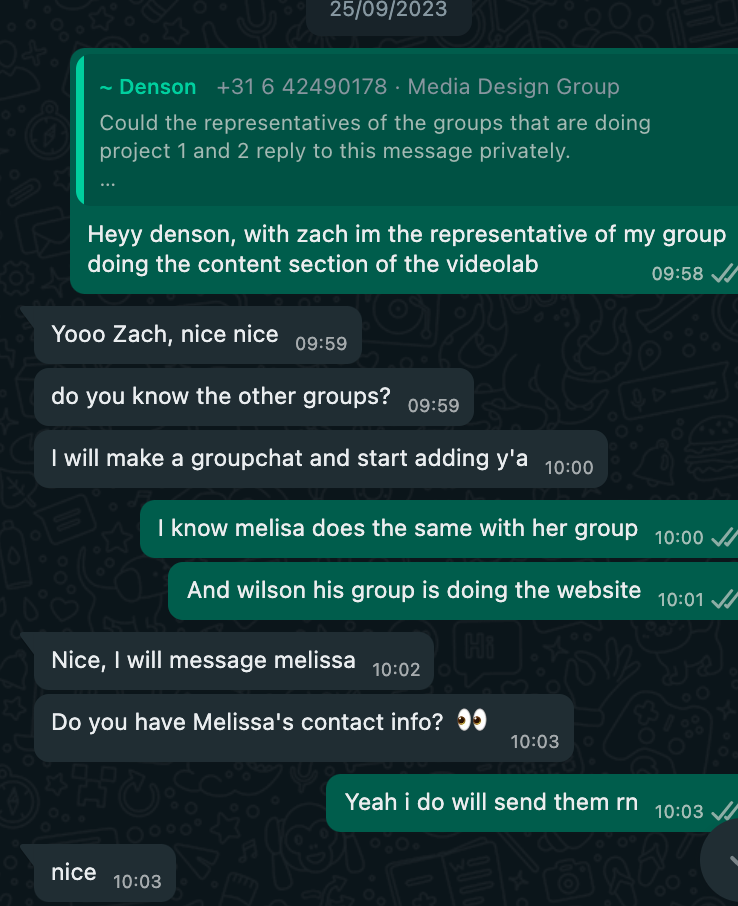 25/09/2023
~ Denson +31 6 42490178 · Media Design Group
Could the representatives of the groups that are doing
project 1 and 2 reply to this message privately.
...
Heyy denson, with zach im the representative of my group
doing the content section of the videolab 09:58
Yooo Zach, nice nice 09:59
do you know the other groups? 09:59
I will make a groupchat and start adding y'a 10:00
I know melisa does the same with her group 10:00
And wilson his group is doing the website 10:01
Nice, I will message melissa 10:02
Do you have Melissa's contact info? 👀 10:03
Yeah i do will send them rn 10:03
nice 10:03